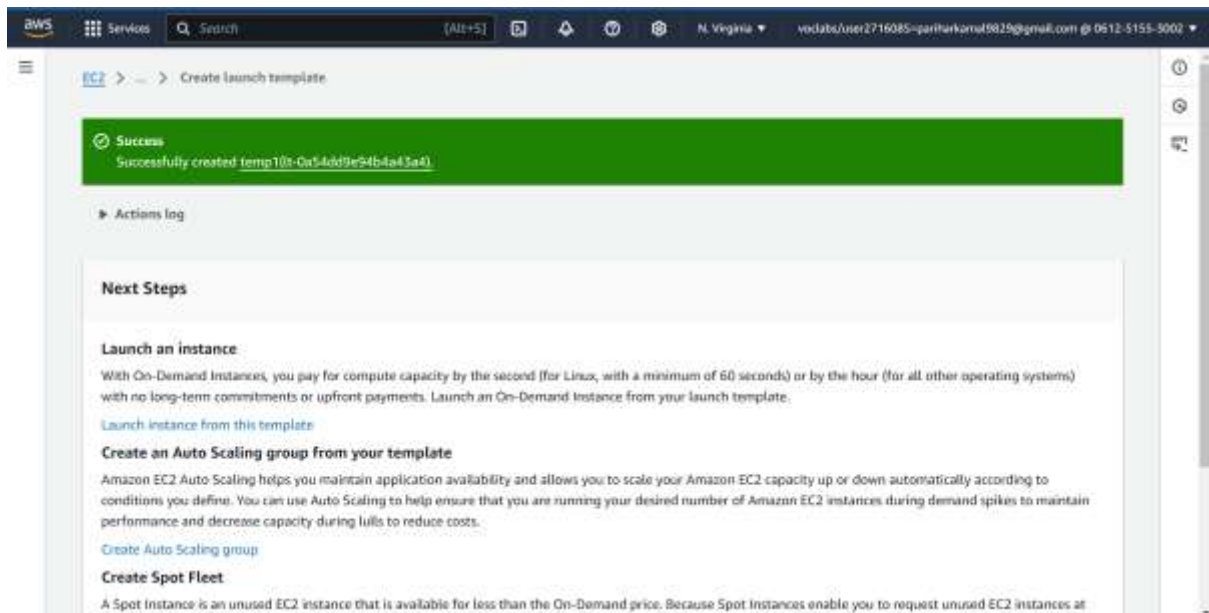 aws Services Search [Alt+S] N. Virginia voclabs/user2716085=pariharkamal9829@gmail.com @ 0612-5155-3002
EC2 > ... > Create launch template
Success
Successfully created temp1(lt-0a54dd9e94b4a43a4).
Actions log
Next Steps
Launch an instance
With On-Demand Instances, you pay for compute capacity by the second (for Linux, with a minimum of 60 seconds) or by the hour (for all other operating systems)
with no long-term commitments or upfront payments. Launch an On-Demand Instance from your launch template.
Launch instance from this template
Create an Auto Scaling group from your template
Amazon EC2 Auto Scaling helps you maintain application availability and allows you to scale your Amazon EC2 capacity up or down automatically according to
conditions you define. You can use Auto Scaling to help ensure that you are running your desired number of Amazon EC2 instances during demand spikes to maintain
performance and decrease capacity during lulls to reduce costs.
Create Auto Scaling group
Create Spot Fleet
A Spot Instance is an unused EC2 instance that is available for less than the On-Demand price. Because Spot Instances enable you to request unused EC2 instances at